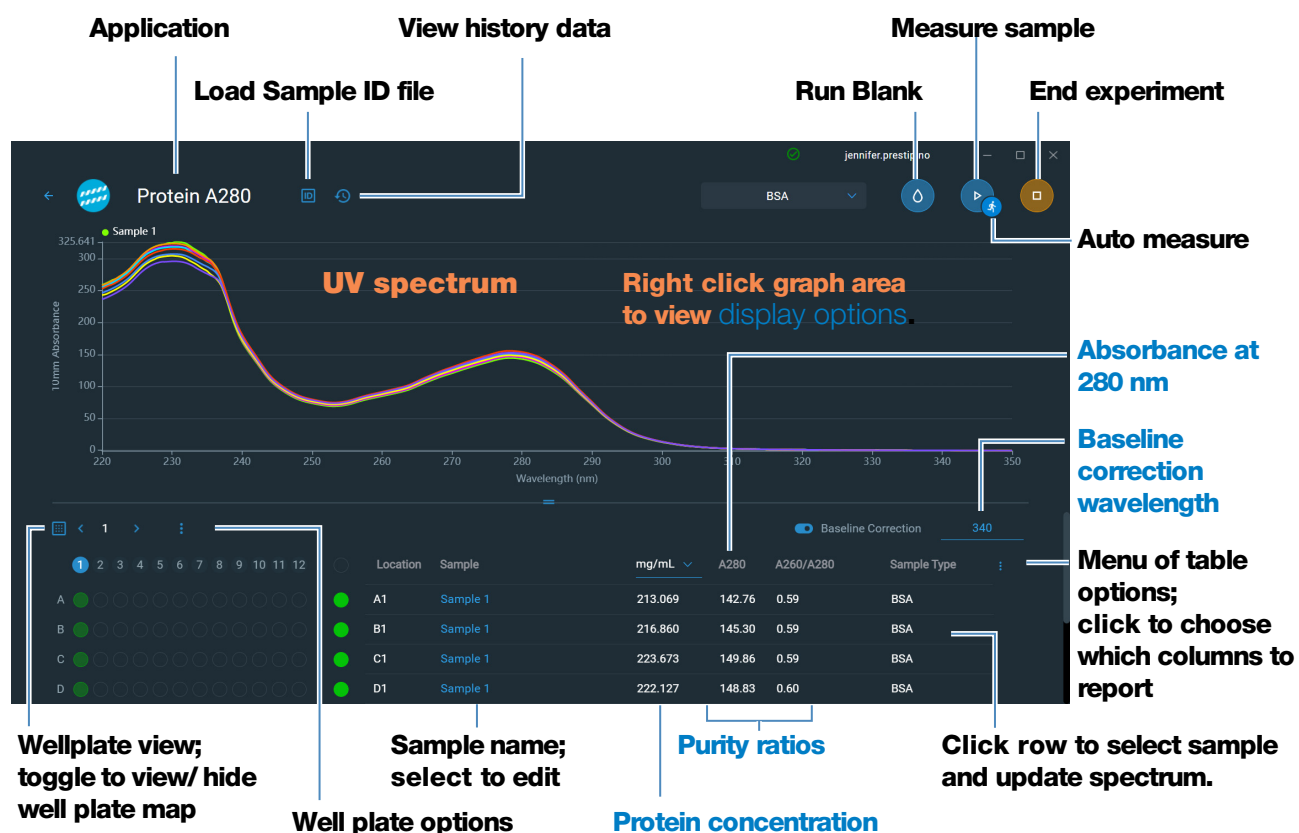 Application
View history data
Measure sample
Load Sample ID file
Run Blank
End experiment
jennifer.prestipino
Protein A280
ID
BSA
Auto measure
Sample 1
325.641
300
250
200
150
100
50
0
10mm Absorbance
UV spectrum
Right click graph area
to view display options.
220 230 240 250 260 270 280 290 300 310 320 330 340 350
Wavelength (nm)
Absorbance at
280 nm
Baseline
correction
wavelength
1
Baseline Correction 340
1 2 3 4 5 6 7 8 9 10 11 12
Location Sample mg/mL A280 A260/A280 Sample Type
A A1 Sample 1 213.069 142.76 0.59 BSA
B B1 Sample 1 216.860 145.30 0.59 BSA
C C1 Sample 1 223.673 149.86 0.59 BSA
D D1 Sample 1 222.127 148.83 0.60 BSA
Menu of table
options;
click to choose
which columns to
report
Wellplate view;
toggle to view/ hide
well plate map
Well plate options
Sample name;
select to edit
Purity ratios
Protein concentration
Click row to select sample
and update spectrum.